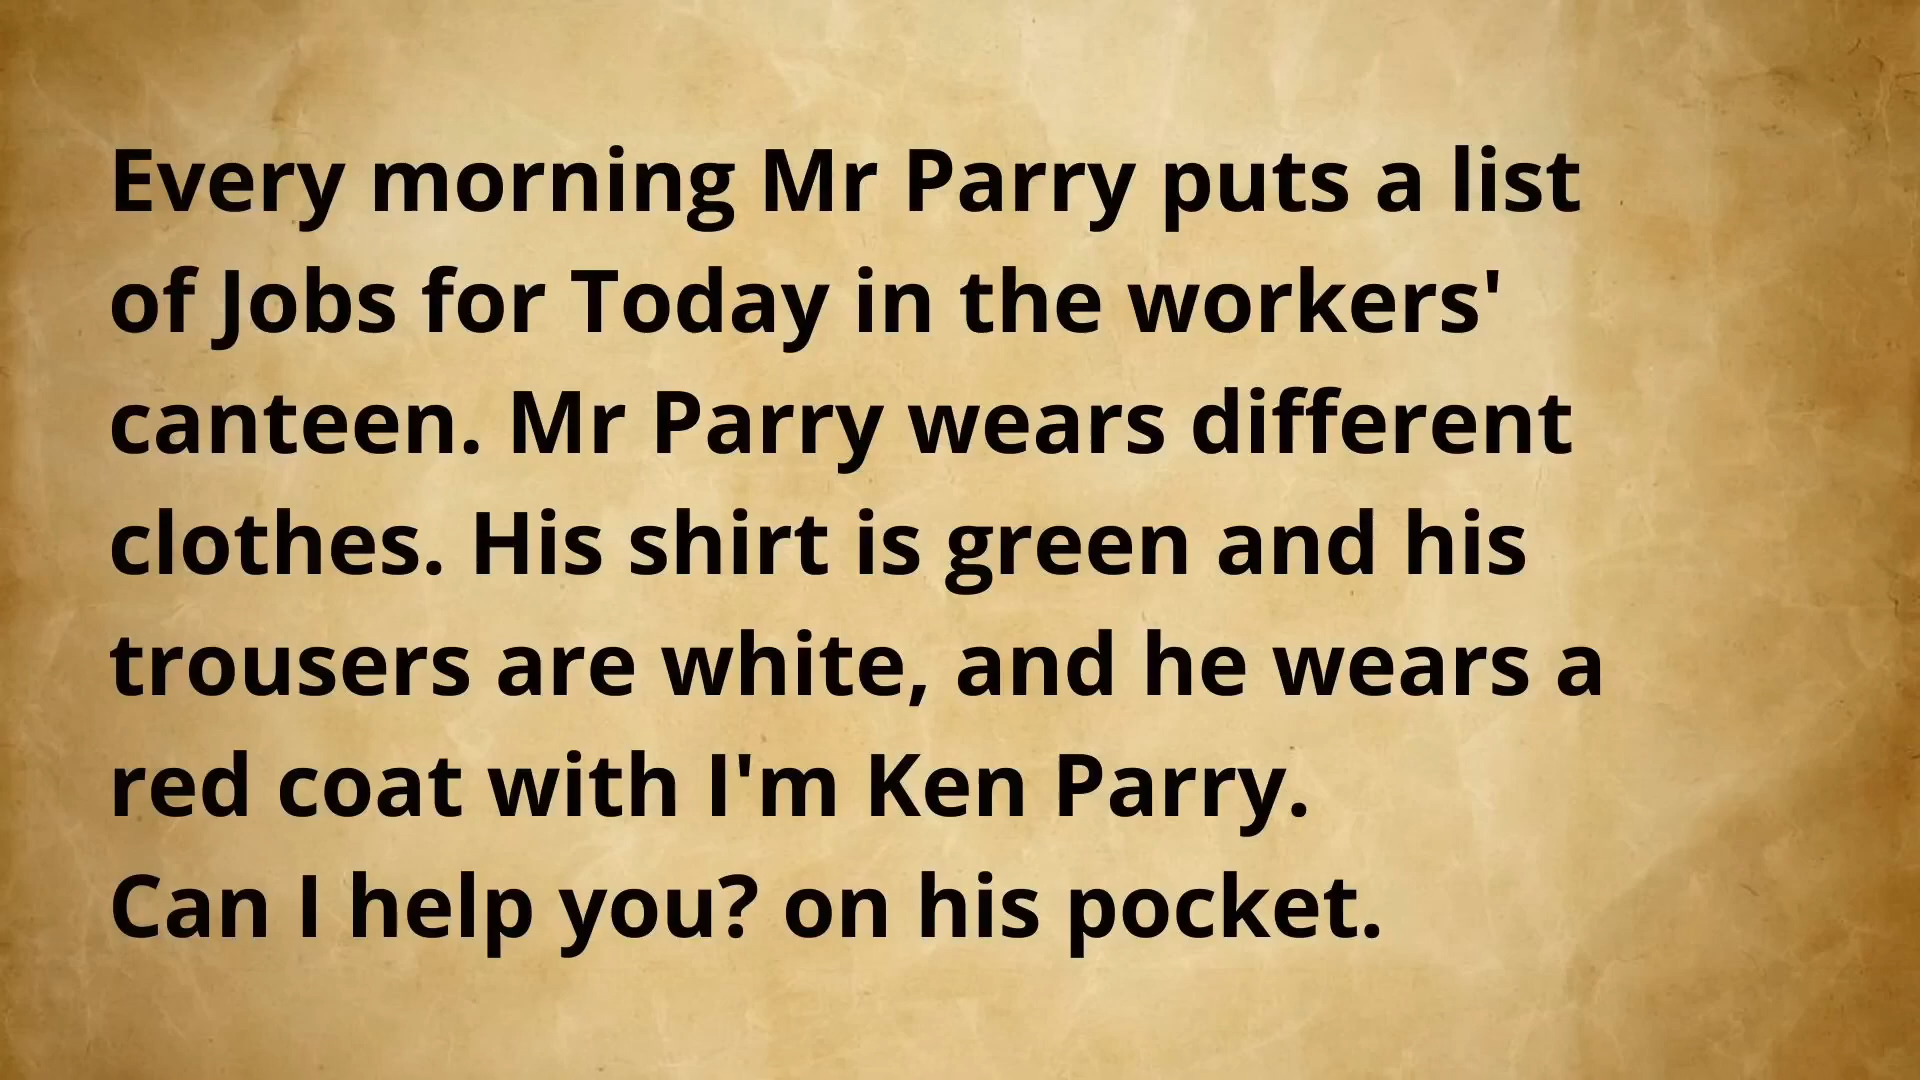 Every morning Mr Parry puts a list
of Jobs for Today in the workers'
canteen. Mr Parry wears different
clothes. His shirt is green and his
trousers are white, and he wears a
red coat with I'm Ken Parry.
Can I help you? on his pocket.